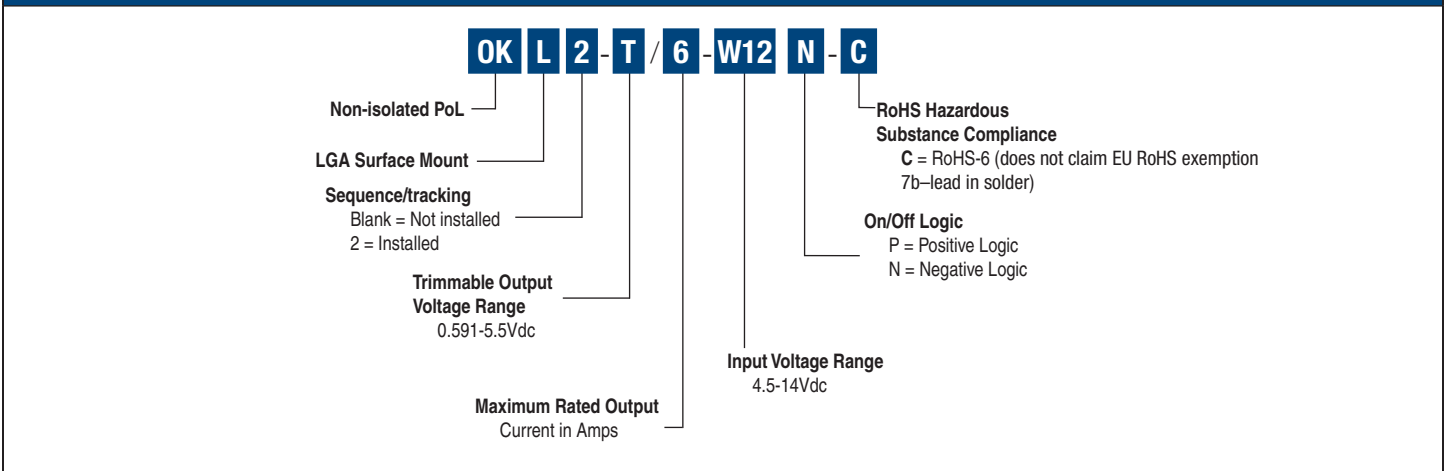 OK L 2 - T / 6 - W12 N - C
Non-isolated PoL
LGA Surface Mount
Sequence/tracking
Blank = Not installed
2 = Installed
Trimmable Output
Voltage Range
0.591-5.5Vdc
Maximum Rated Output
Current in Amps
Input Voltage Range
4.5-14Vdc
On/Off Logic
P = Positive Logic
N = Negative Logic
RoHS Hazardous
Substance Compliance
C = RoHS-6 (does not claim EU RoHS exemption
7b–lead in solder)